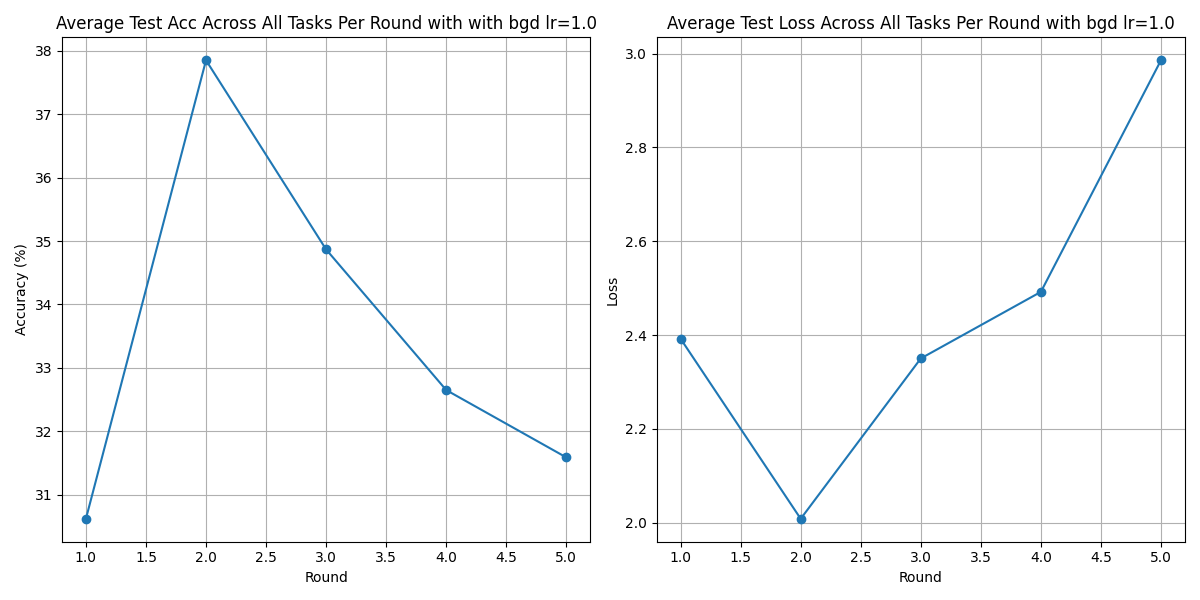 Average Test Acc Across All Tasks Per Round with with bgd lr=1.0
38
37
36
35
34
33
32
31
Accuracy (%)
1.0 1.5 2.0 2.5 3.0 3.5 4.0 4.5 5.0
Round
Average Test Loss Across All Tasks Per Round with bgd lr=1.0
3.0
2.8
2.6
2.4
2.2
2.0
Loss
1.0 1.5 2.0 2.5 3.0 3.5 4.0 4.5 5.0
Round